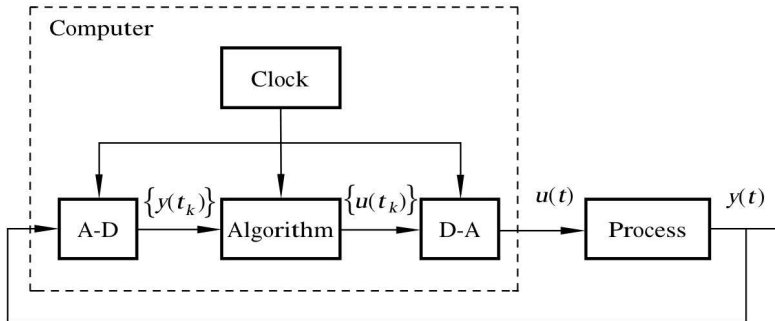 Computer
Clock
{y(t_k)} {u(t_k)} u(t) y(t)
A-D Algorithm D-A Process